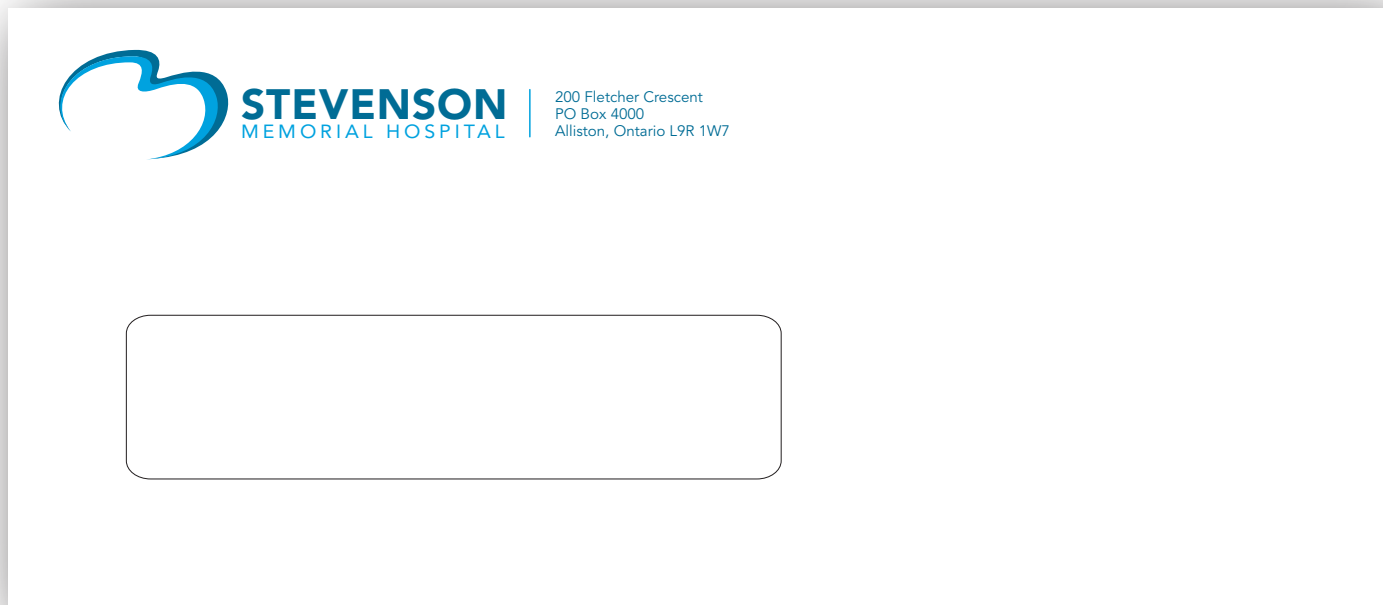 STEVENSON
MEMORIAL HOSPITAL
200 Fletcher Crescent
PO Box 4000
Alliston, Ontario L9R 1W7